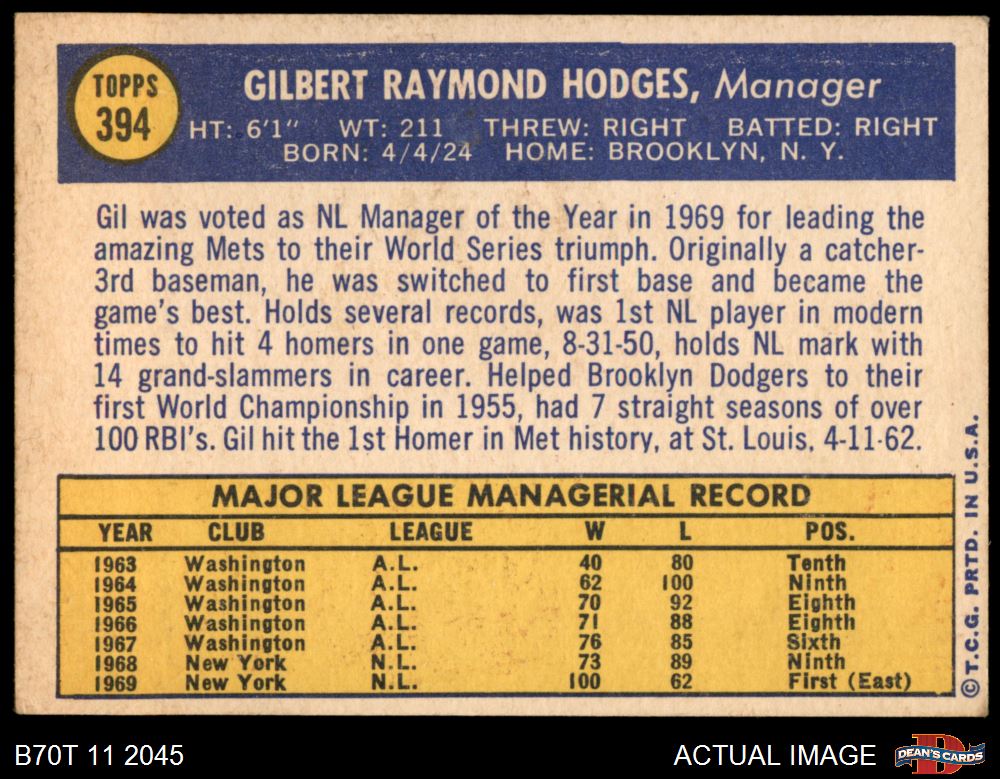 TOPPS
394
GILBERT RAYMOND HODGES, Manager
HT: 6'1" WT: 211 THREW: RIGHT BATTED: RIGHT
BORN: 4/4/24 HOME: BROOKLYN, N. Y.
Gil was voted as NL Manager of the Year in 1969 for leading the
amazing Mets to their World Series triumph. Originally a catcher-
3rd baseman, he was switched to first base and became the
game's best. Holds several records, was 1st NL player in modern
times to hit 4 homers in one game, 8-31-50, holds NL mark with
14 grand-slammers in career. Helped Brooklyn Dodgers to their
first World Championship in 1955, had 7 straight seasons of over
100 RBI's. Gil hit the 1st Homer in Met history, at St. Louis, 4-11-62.
MAJOR LEAGUE MANAGERIAL RECORD
YEAR CLUB LEAGUE W L POS.
1963 Washington A.L. 40 80 Tenth
1964 Washington A.L. 62 100 Ninth
1965 Washington A.L. 70 92 Eighth
1966 Washington A.L. 71 88 Eighth
1967 Washington A.L. 76 85 Sixth
1968 New York N.L. 73 89 Ninth
1969 New York N.L. 100 62 First (East)
© T.C.G. PRTD. IN U.S.A.
B70T 11 2045
ACTUAL IMAGE
DEAN'S CARDS